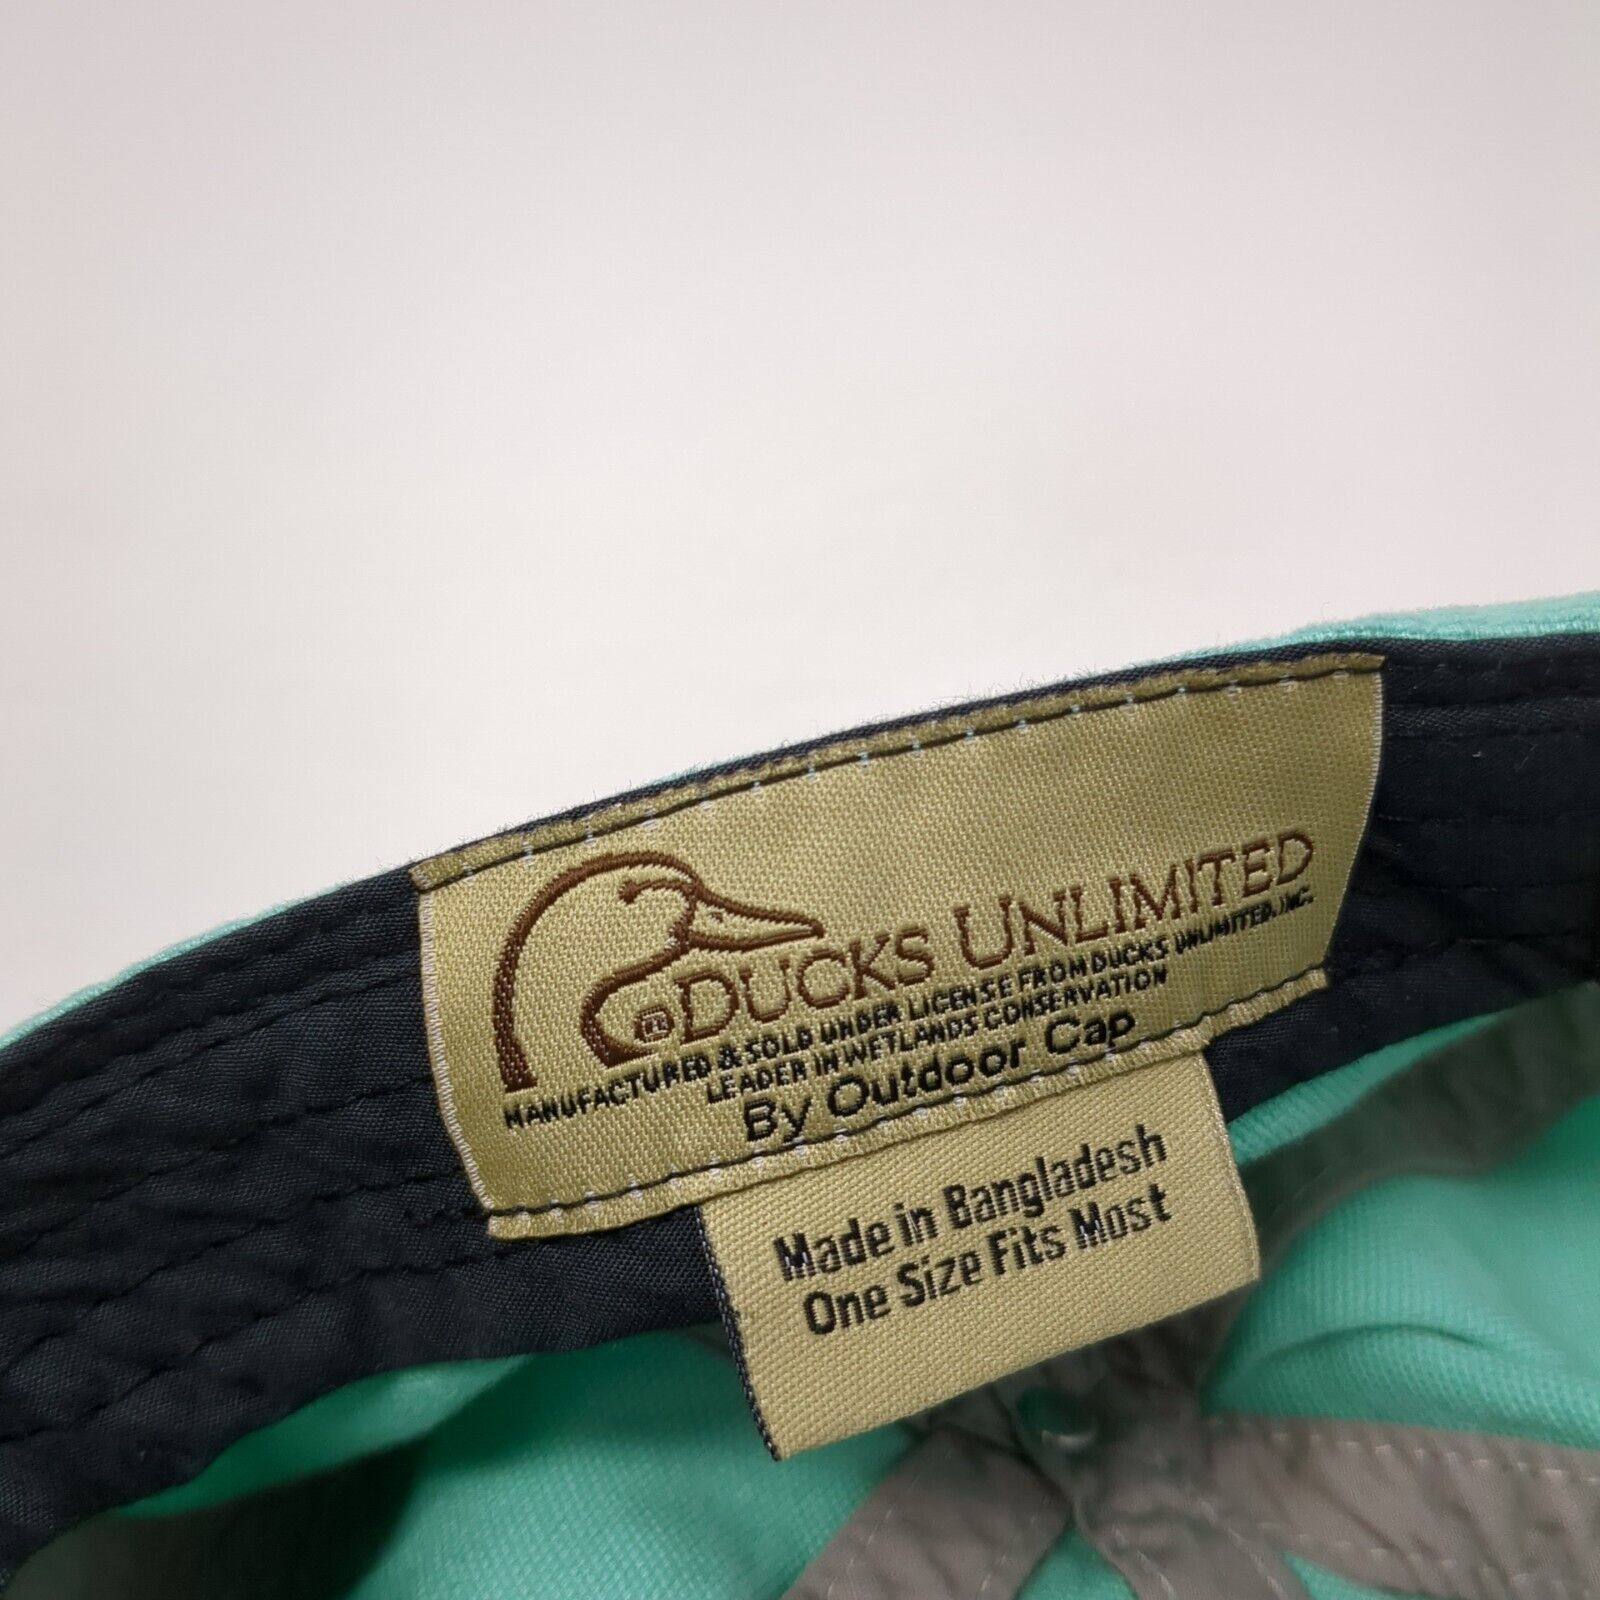 DUCKS UNLIMITED
MANUFACTURED & SOLD UNDER LICENSE FROM DUCKS UNLIMITED, INC.
LEADER IN WETLANDS CONSERVATION
By Outdoor Cap
Made in Bangladesh
One Size Fits Most